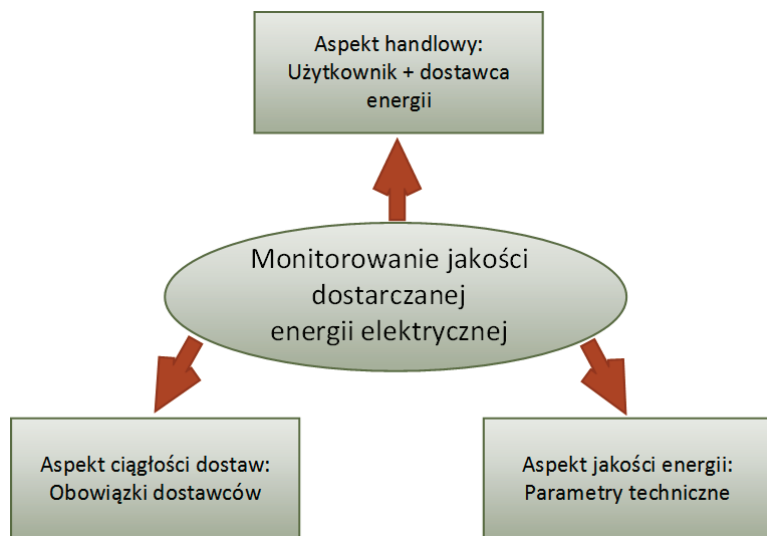 Aspekt handlowy:
Użytkownik + dostawca
energii
Monitorowanie jakości
dostarczanej
energii elektrycznej
Aspekt ciągłości dostaw:
Obowiązki dostawców
Aspekt jakości energii:
Parametry techniczne